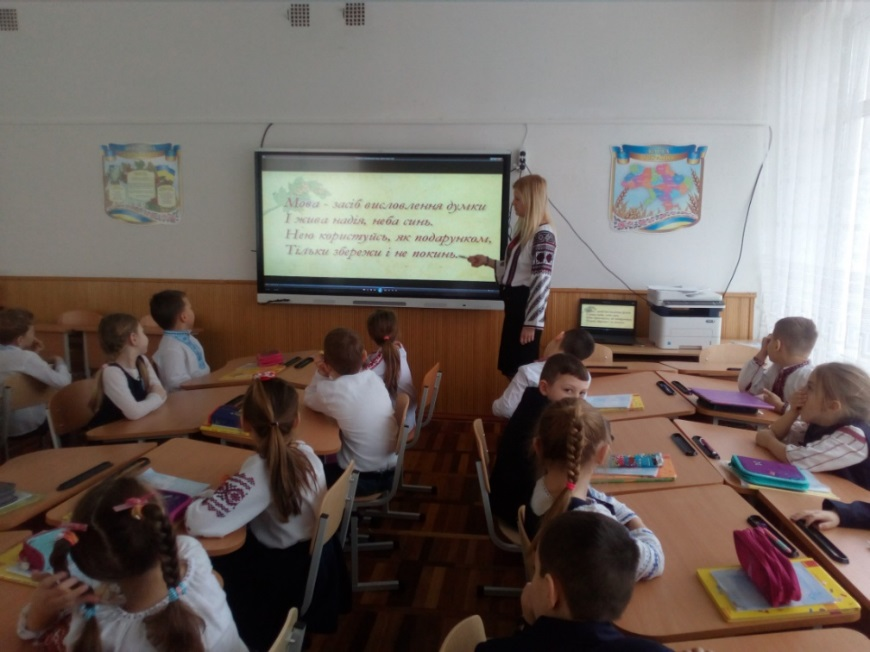 Мова - засіб висловлення думки
І жива надія, неба синь.
Нею користуйсь, як подарунком,
Тільки збережи і не покинь.